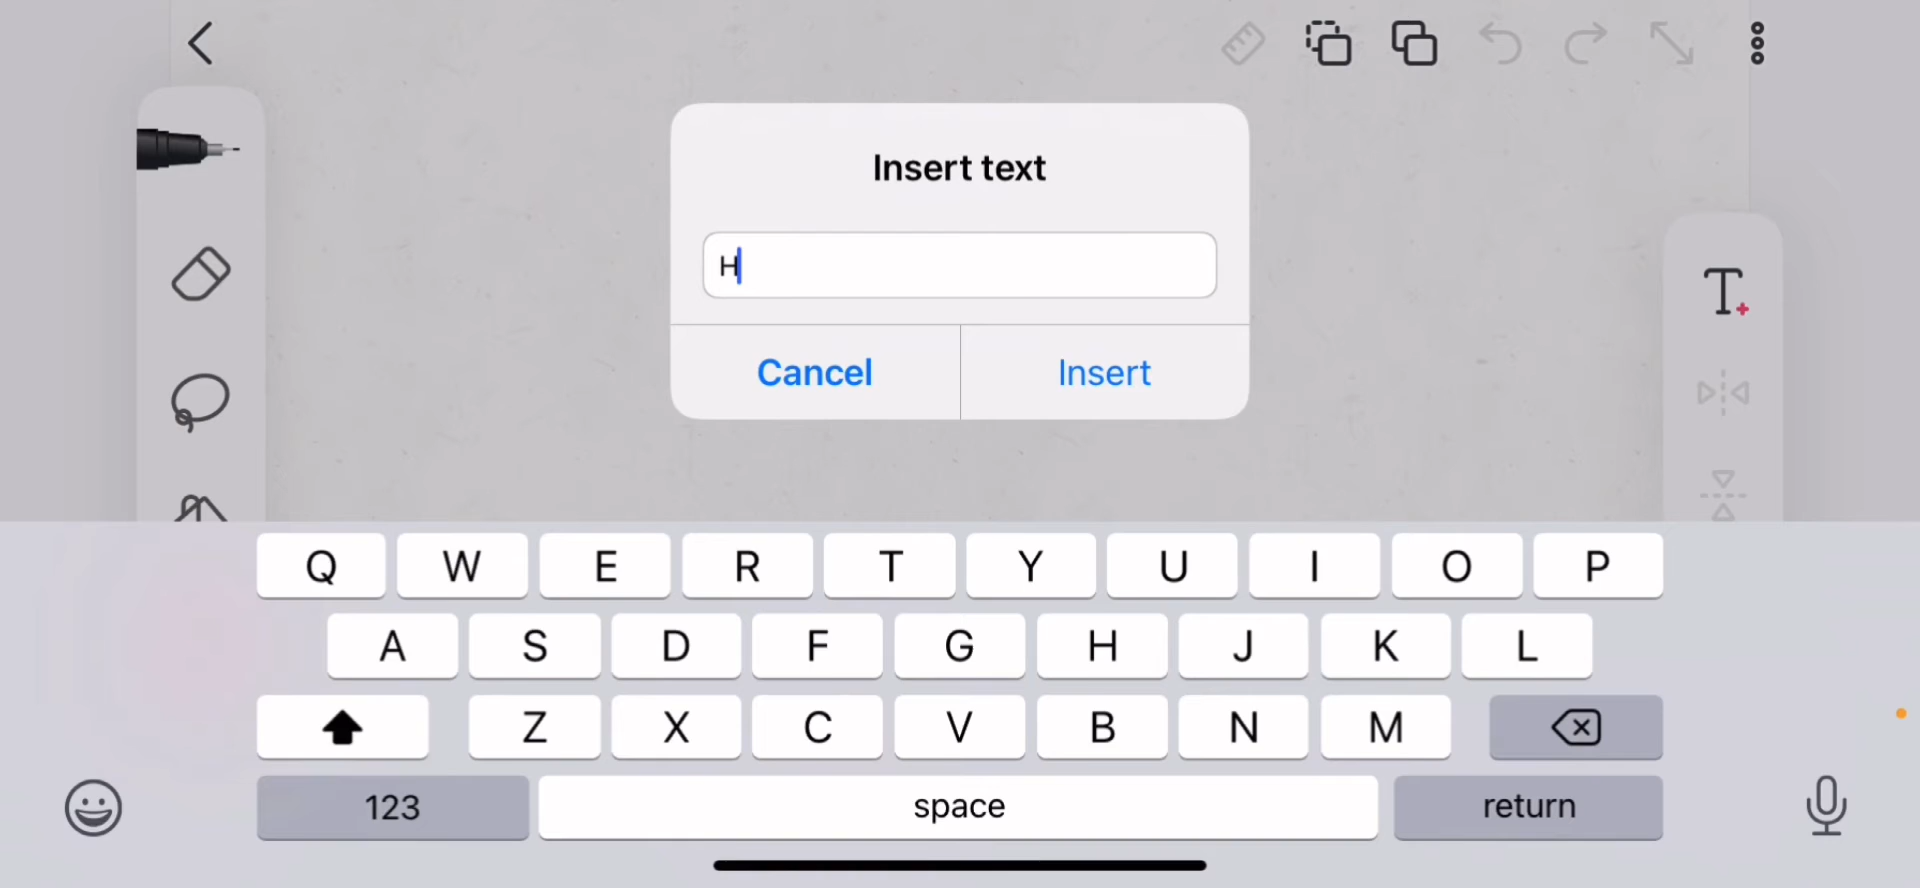 Insert text
H
Cancel Insert
Q W E R T Y U I O P
A S D F G H J K L
Z X C V B N M
123 space return